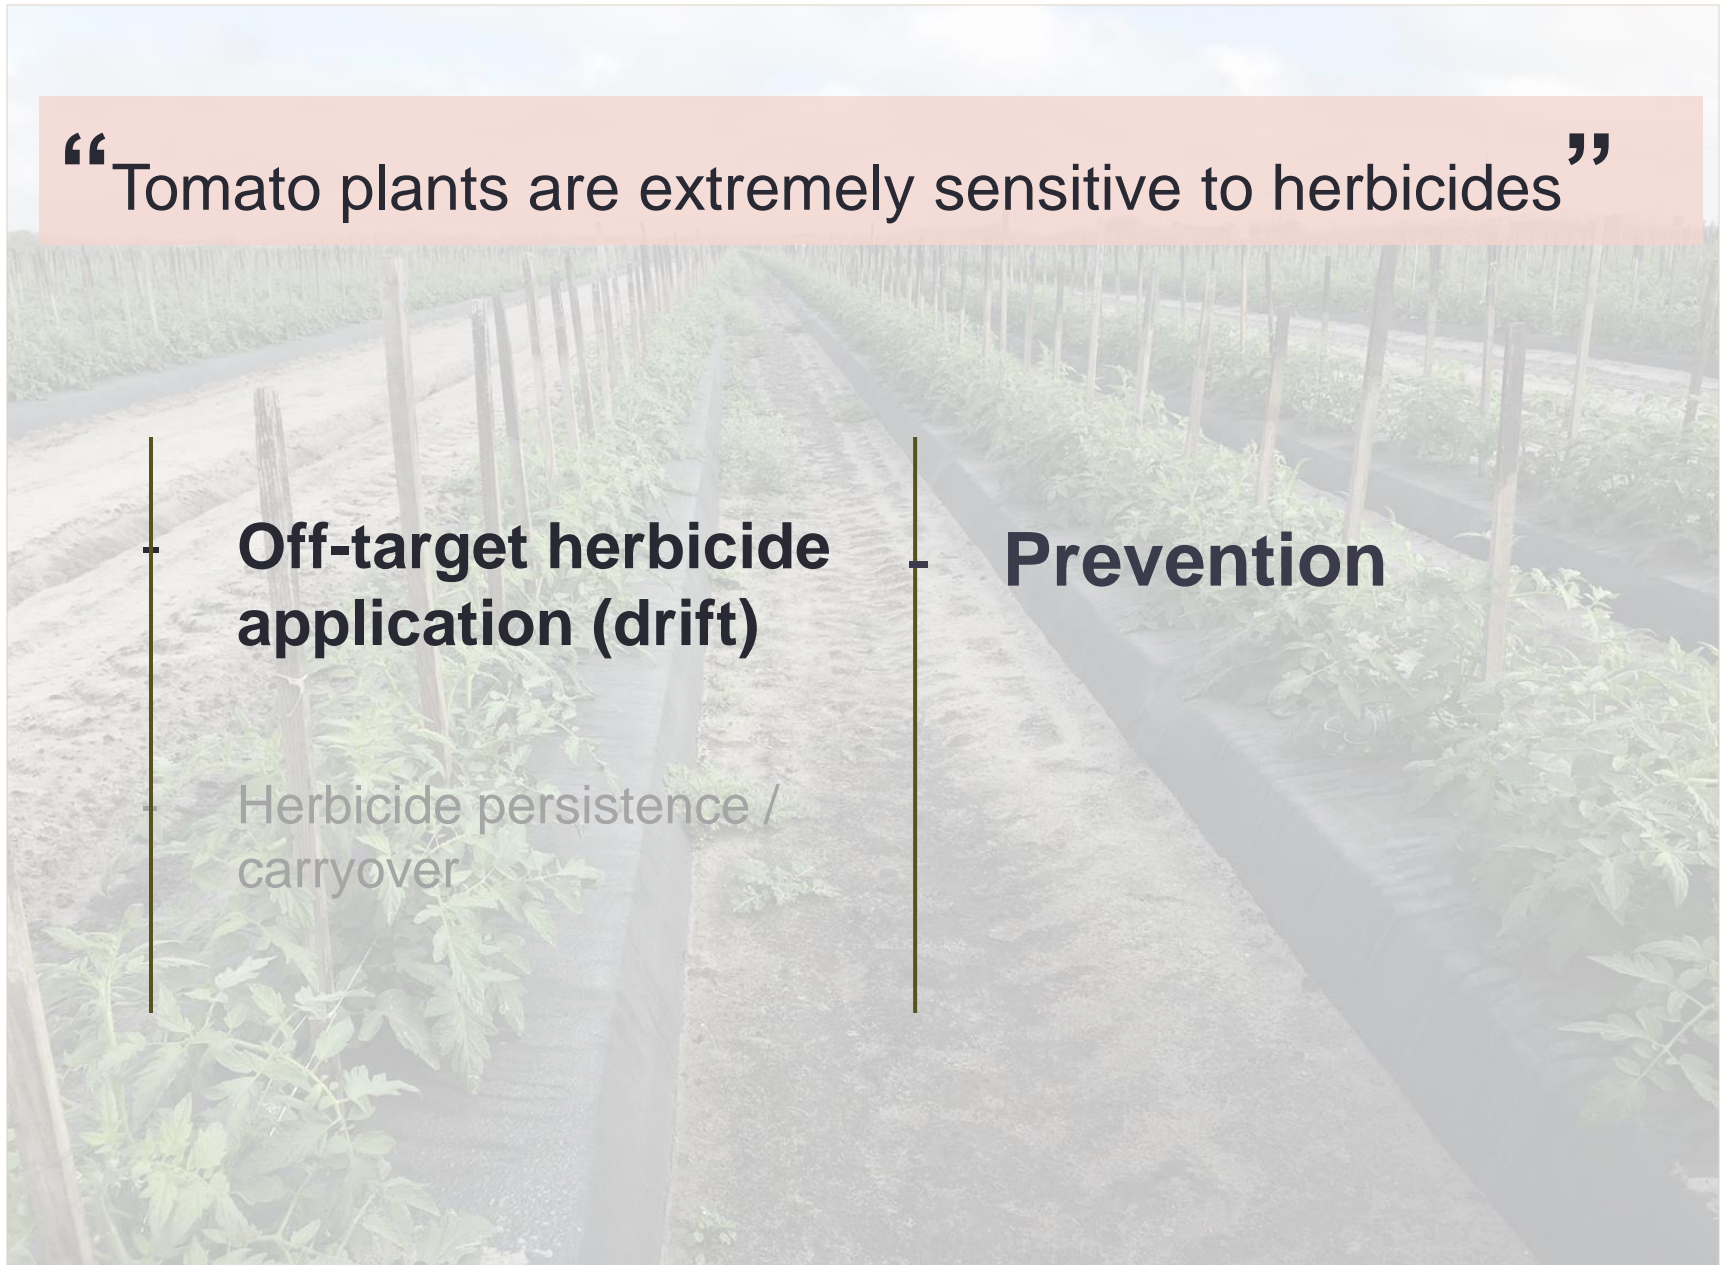 “Tomato plants are extremely sensitive to herbicides”
- Off-target herbicide
application (drift)
- Herbicide persistence /
carryover
- Prevention